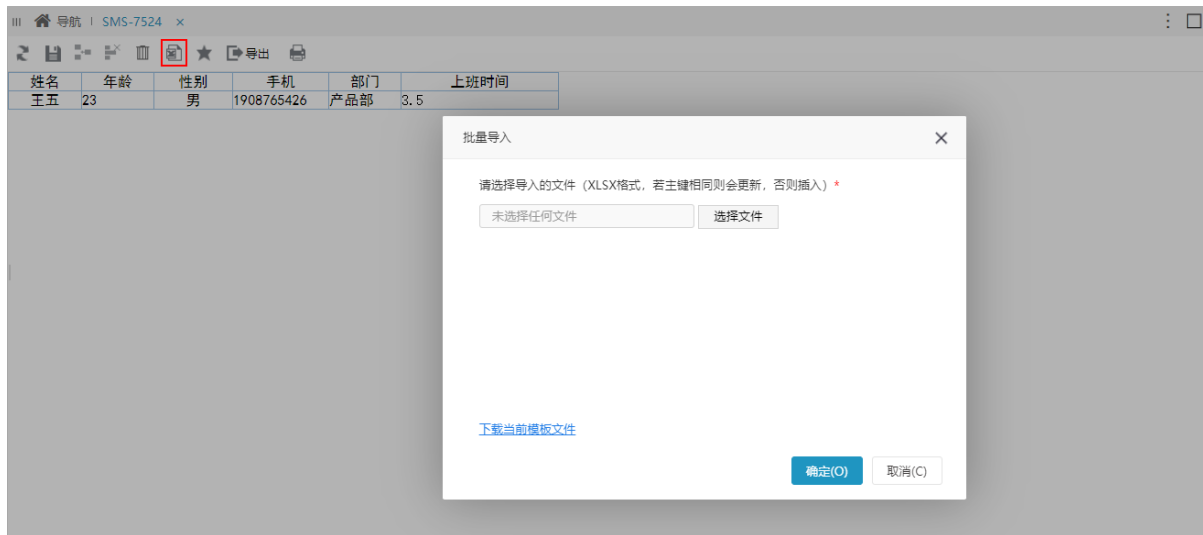 导航 SMS-7524 ×
导出
姓名 年龄 性别 手机 部门 上班时间
王五 23 男 1908765426 产品部 3.5
批量导入
请选择导入的文件（XLSX格式，若主键相同则会更新，否则插入）*
未选择任何文件 选择文件
下载当前模板文件
确定(O) 取消(C)